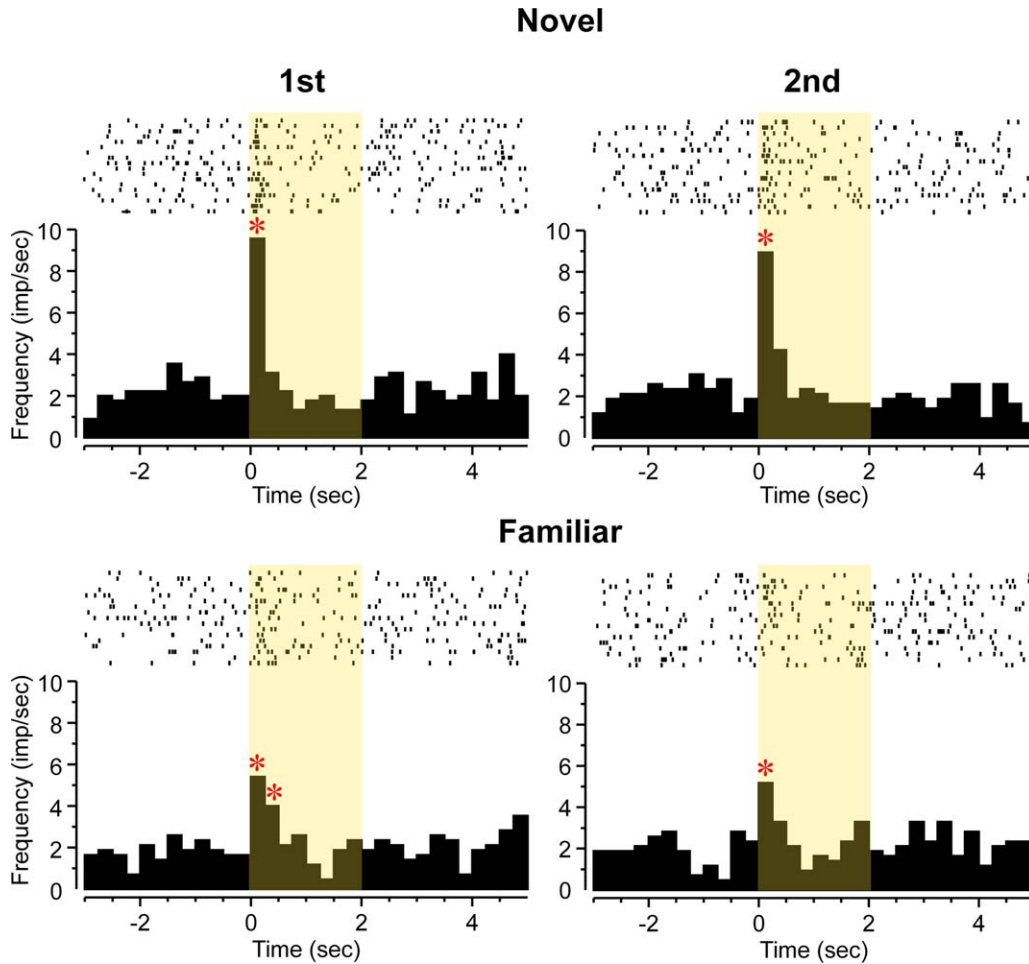 Novel
1st 2nd
* *
10 10
8 8
6 6
4 4
2 2
0 0
Frequency (imp/sec)
-2 0 2 4 -2 0 2 4
Time (sec) Time (sec)
Familiar
10 10
8 8
* * *
6 6
4 4
2 2
0 0
Frequency (imp/sec)
-2 0 2 4 -2 0 2 4
Time (sec) Time (sec)